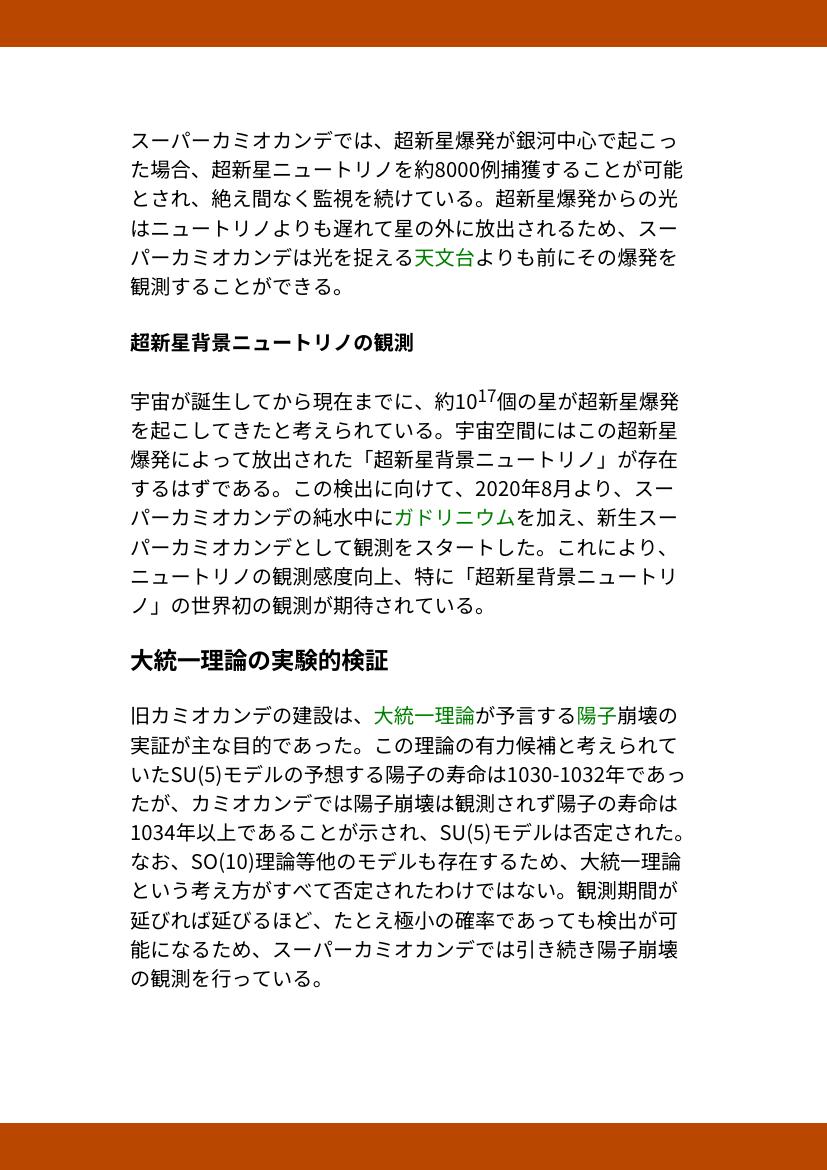 スーパーカミオカンデでは、超新星爆発が銀河中心で起こっ
た場合、超新星ニュートリノを約8000例捕獲することが可能
とされ、絶え間なく監視を続けている。超新星爆発からの光
はニュートリノよりも遅れて星の外に放出されるため、スー
パーカミオカンデは光を捉える天文台よりも前にその爆発を
観測することができる。
超新星背景ニュートリノの観測
宇宙が誕生してから現在までに、約10¹⁷個の星が超新星爆発
を起こしてきたと考えられている。宇宙空間にはこの超新星
爆発によって放出された「超新星背景ニュートリノ」が存在
するはずである。この検出に向けて、2020年8月より、スー
パーカミオカンデの純水中にガドリニウムを加え、新生スー
パーカミオカンデとして観測をスタートした。これにより、
ニュートリノの観測感度向上、特に「超新星背景ニュートリ
ノ」の世界初の観測が期待されている。
大統一理論の実験的検証
旧カミオカンデの建設は、大統一理論が予言する陽子崩壊の
実証が主な目的であった。この理論の有力候補と考えられて
いたSU(5)モデルの予想する陽子の寿命は1030-1032年であっ
たが、カミオカンデでは陽子崩壊は観測されず陽子の寿命は
1034年以上であることが示され、SU(5)モデルは否定された。
なお、SO(10)理論等他のモデルも存在するため、大統一理論
という考え方がすべて否定されたわけではない。観測期間が
延びれば延びるほど、たとえ極小の確率であっても検出が可
能になるため、スーパーカミオカンデでは引き続き陽子崩壊
の観測を行っている。